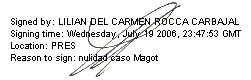 Signed by: LILIAN DEL CARMEN ROCCA CARBAJAL
Signing time: Wednesday, July 19 2006, 23:47:53 GMT
Location: PRES
Reason to sign: nulidad caso Magot